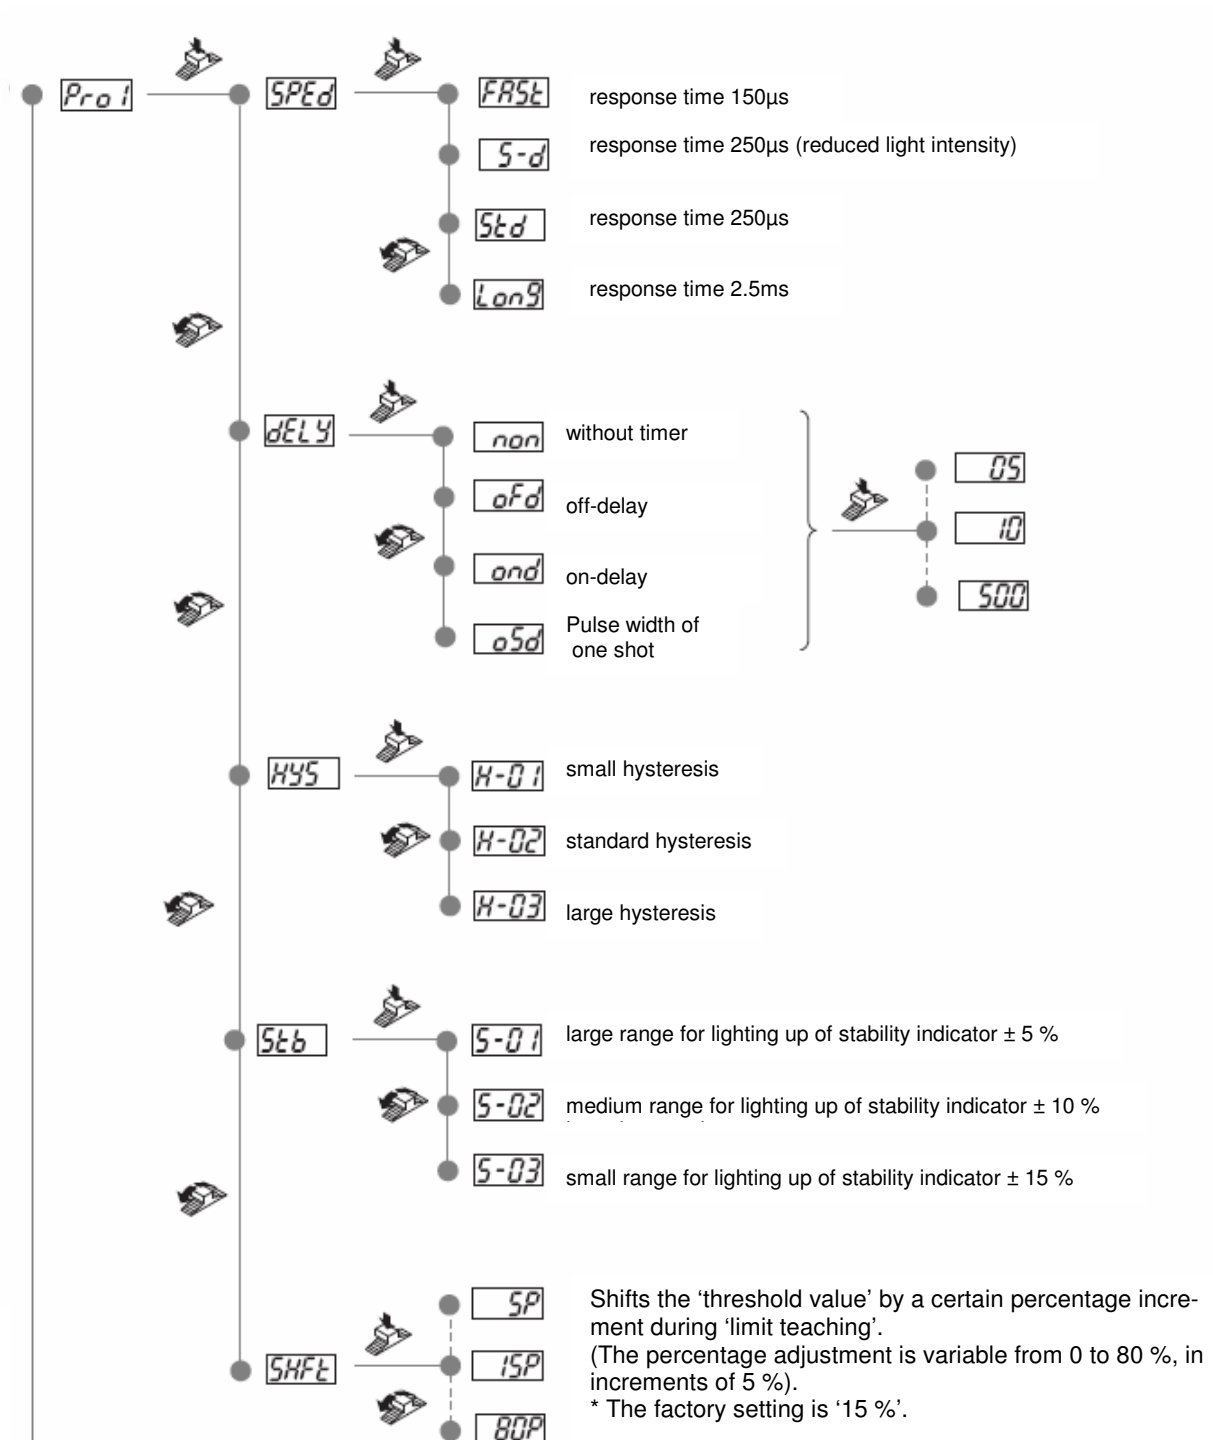 Pro1 SPEd FASt response time 150µs
S-d response time 250µs (reduced light intensity)
Std response time 250µs
Long response time 2.5ms
dELY non without timer
oFd off-delay
ond on-delay
oSd Pulse width of
one shot
05
10
500
HYS H-01 small hysteresis
H-02 standard hysteresis
H-03 large hysteresis
Stb S-01 large range for lighting up of stability indicator ± 5 %
S-02 medium range for lighting up of stability indicator ± 10 %
S-03 small range for lighting up of stability indicator ± 15 %
SHFt
5P
15P
80P
Shifts the ‘threshold value’ by a certain percentage incre-
ment during ‘limit teaching’.
(The percentage adjustment is variable from 0 to 80 %, in
increments of 5 %).
* The factory setting is ‘15 %’.